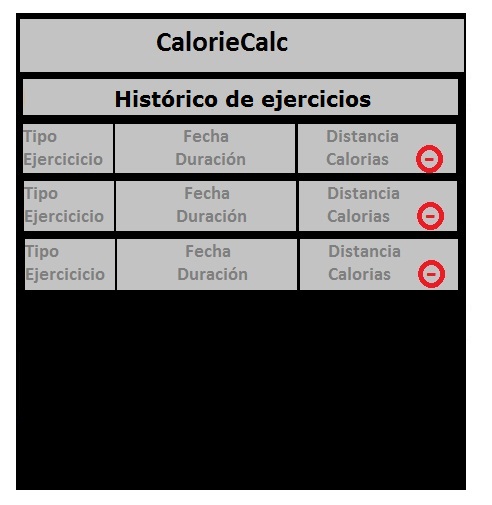 CalorieCalc
Histórico de ejercicios
Tipo Fecha Distancia
Ejercicicio Duración Calorias
Tipo Fecha Distancia
Ejercicicio Duración Calorias
Tipo Fecha Distancia
Ejercicicio Duración Calorias